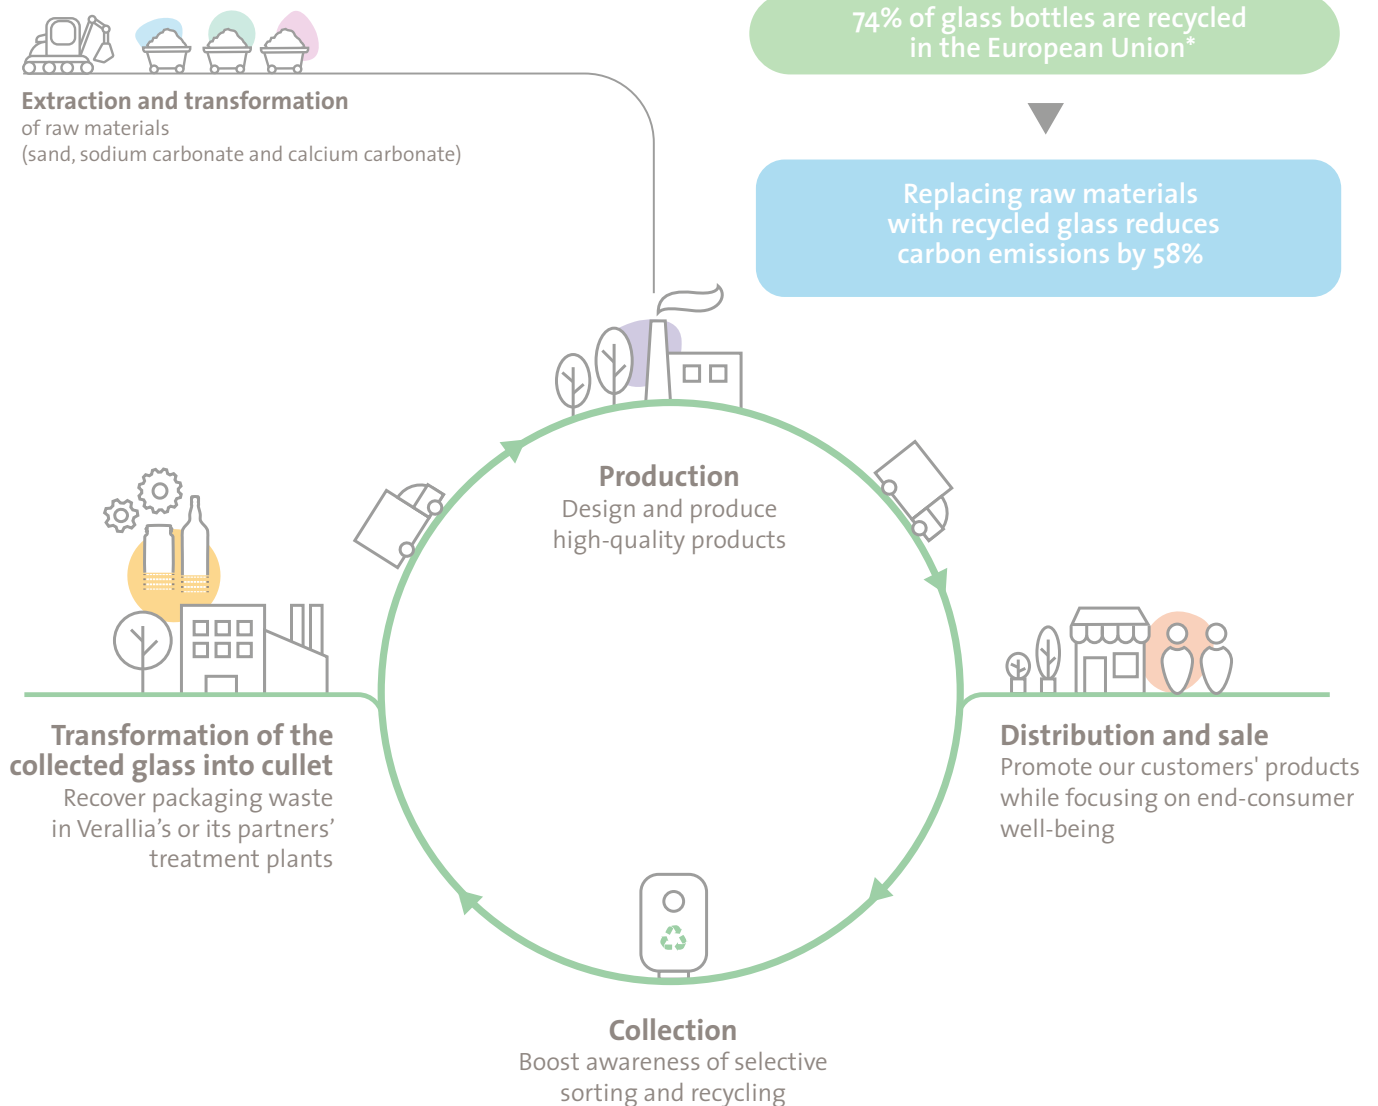 74% of glass bottles are recycled
in the European Union*
Extraction and transformation
of raw materials
(sand, sodium carbonate and calcium carbonate)
Replacing raw materials
with recycled glass reduces
carbon emissions by 58%
Production
Design and produce
high-quality products
Transformation of the
collected glass into cullet
Recover packaging waste
in Verallia’s or its partners’
treatment plants
Distribution and sale
Promote our customers' products
while focusing on end-consumer
well-being
Collection
Boost awareness of selective
sorting and recycling